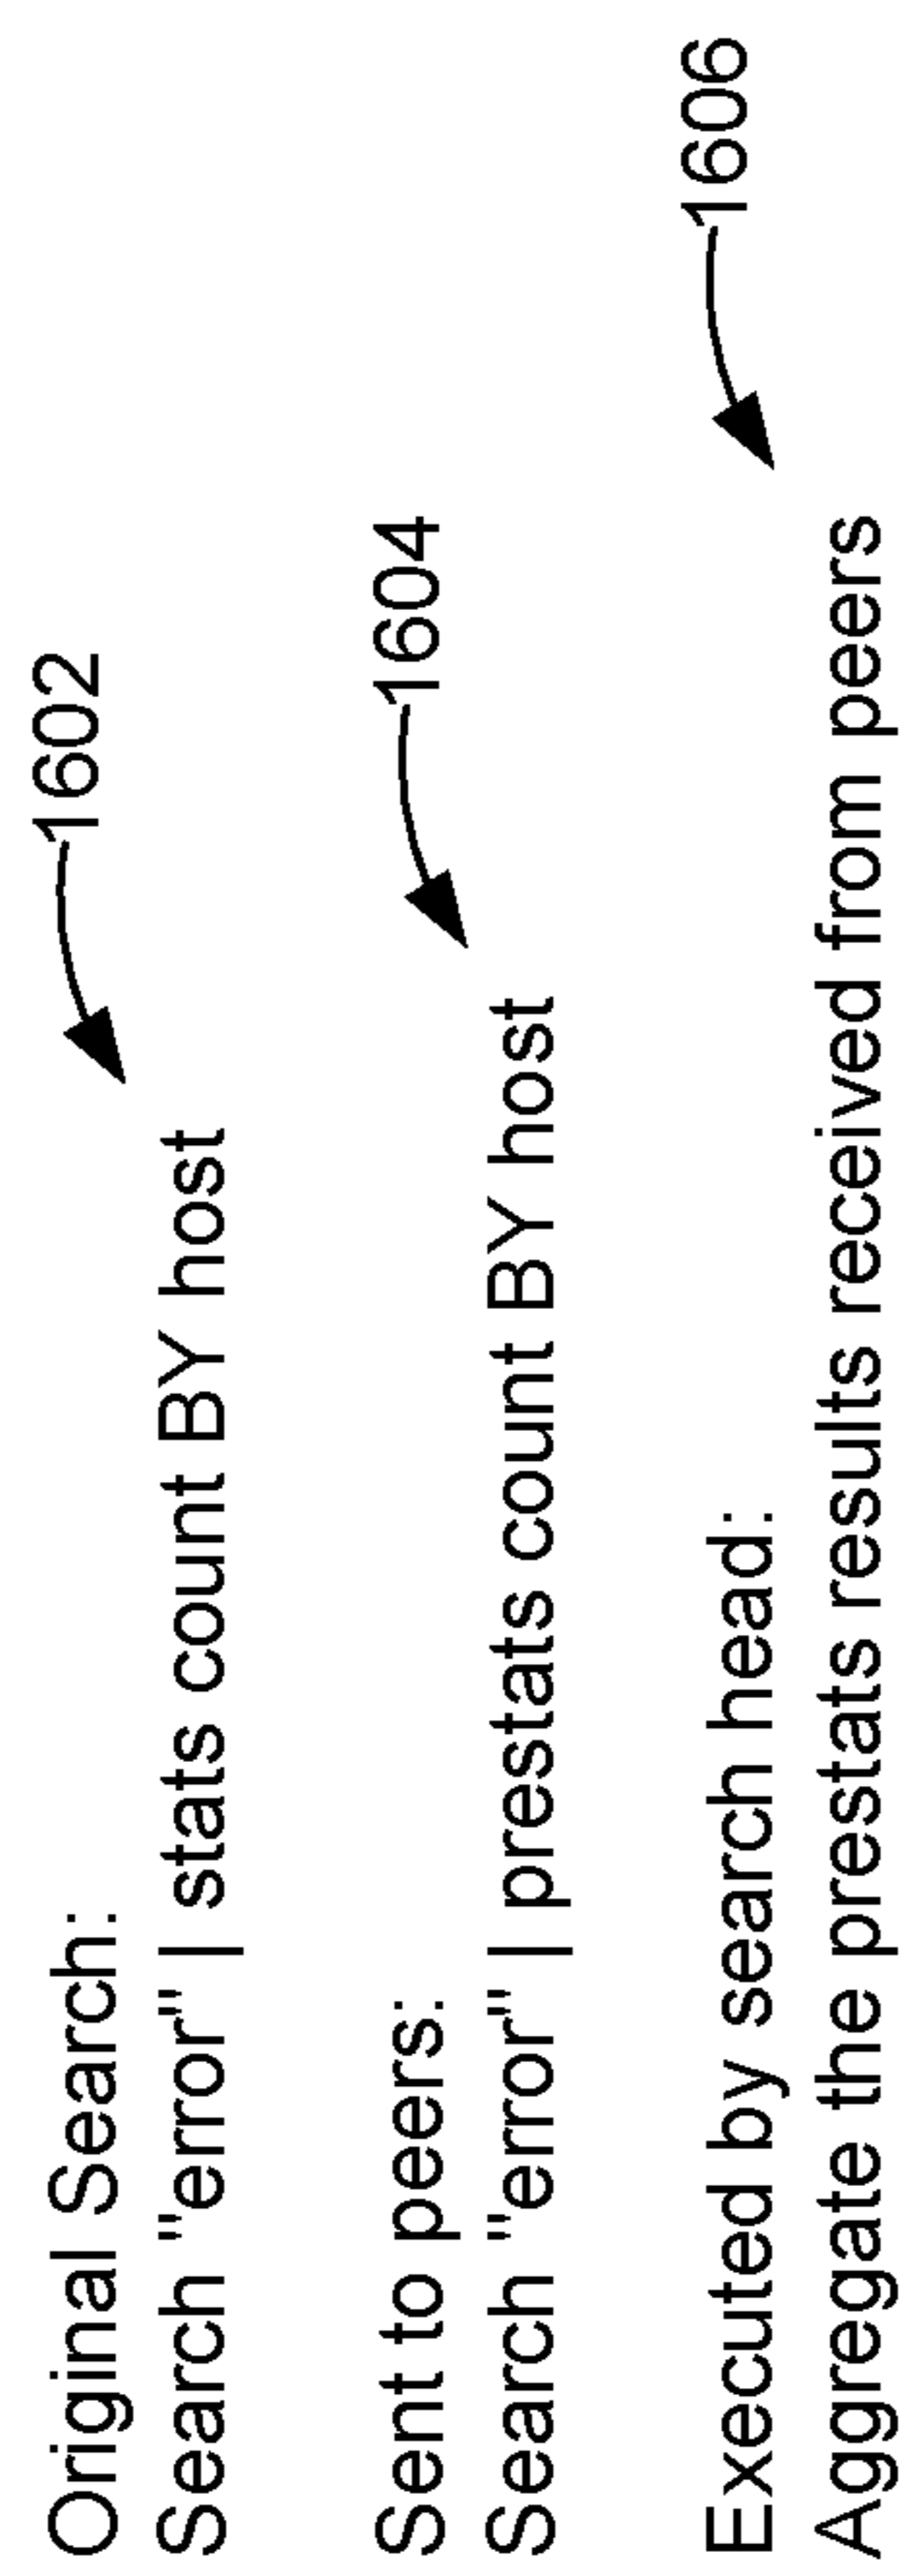 Original Search:
1602
Search "error" | stats count BY host
Sent to peers:
1604
Search "error" | prestats count BY host
Executed by search head:
1606
Aggregate the prestats results received from peers